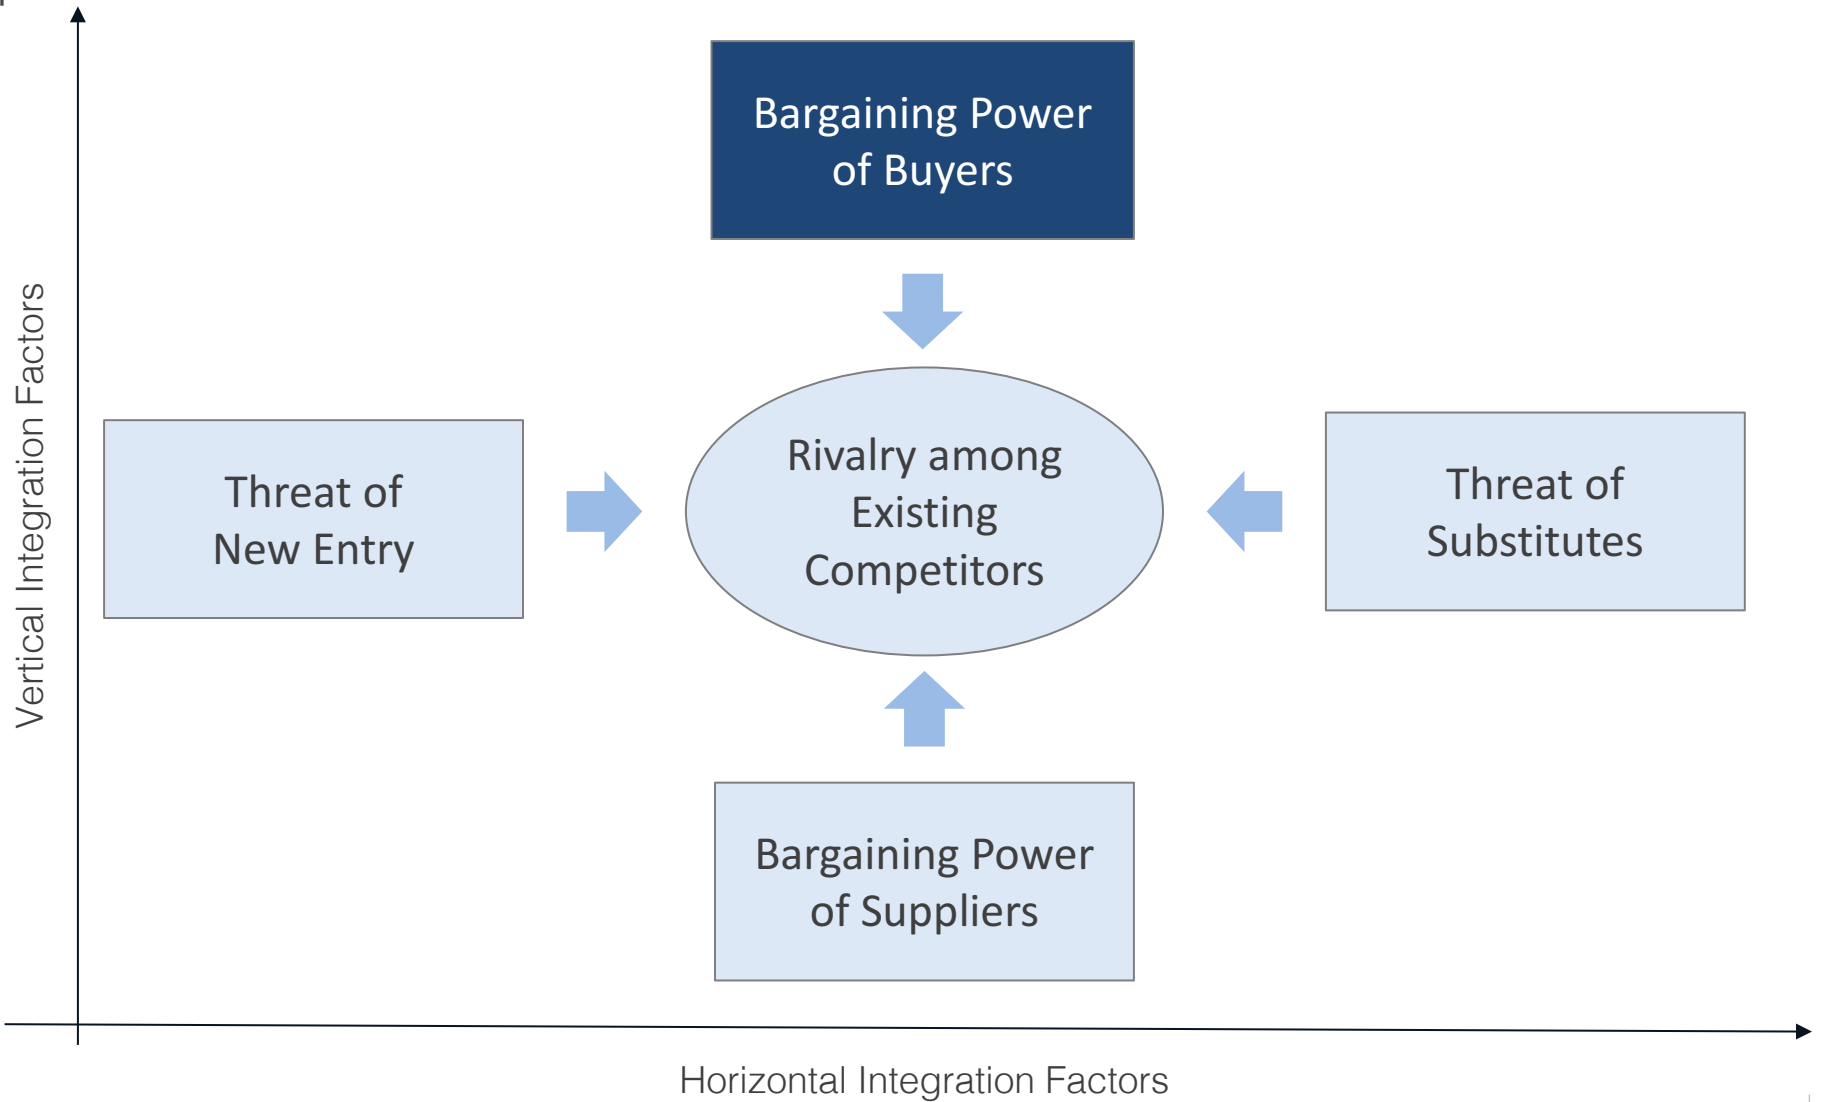 Bargaining Power
of Buyers
Vertical Integration Factors
Threat of
New Entry
Rivalry among
Existing
Competitors
Threat of
Substitutes
Bargaining Power
of Suppliers
Horizontal Integration Factors